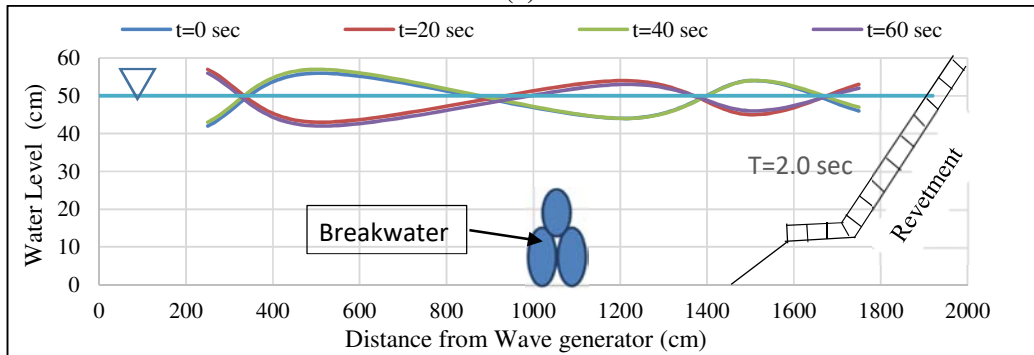 t=0 sec t=20 sec t=40 sec t=60 sec
60
50
40
30
20
10
0
Water Level (cm)
T=2.0 sec
Breakwater
Revetment
0 200 400 600 800 1000 1200 1400 1600 1800 2000
Distance from Wave generator (cm)